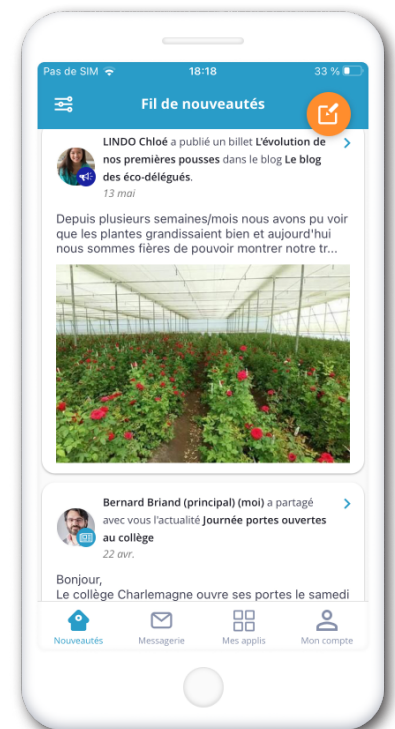 Pas de SIM 18:18 33 %
Fil de nouveautés
LINDO Chloé a publié un billet L'évolution de
nos premières pousses dans le blog Le blog
des éco-délégués.
13 mai
Depuis plusieurs semaines/mois nous avons pu voir
que les plantes grandissaient bien et aujourd'hui
nous sommes fières de pouvoir montrer notre tr...
Bernard Briand (principal) (moi) a partagé
avec vous l'actualité Journée portes ouvertes
au collège
22 avr.
Bonjour,
Le collège Charlemagne ouvre ses portes le samedi
Nouveautés Messagerie Mes applis Mon compte